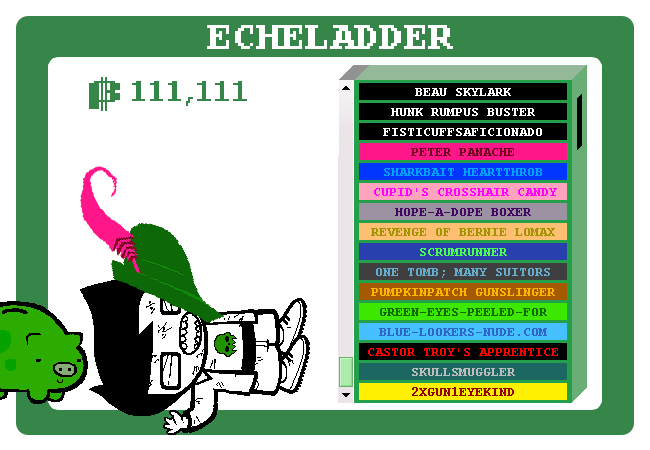 ECHELADDER
111,111
BEAU SKYLARK
HUNK RUMPUS BUSTER
FISTICUFFSAFICIONADO
PETER PANACHE
SHARKBAIT HEARTTHROB
CUPID'S CROSSHAIR CANDY
HOPE-A-DOPE BOXER
REVENGE OF BERNIE LOMAX
SCRUMRUNNER
ONE TOMB; MANY SUITORS
PUMPKINPATCH GUNSLINGER
GREEN-EYES-PEELED-FOR
BLUE-LOOKERS-NUDE.COM
CASTOR TROY'S APPRENTICE
SKULLSMUGGLER
2XGUN1EYEKIND